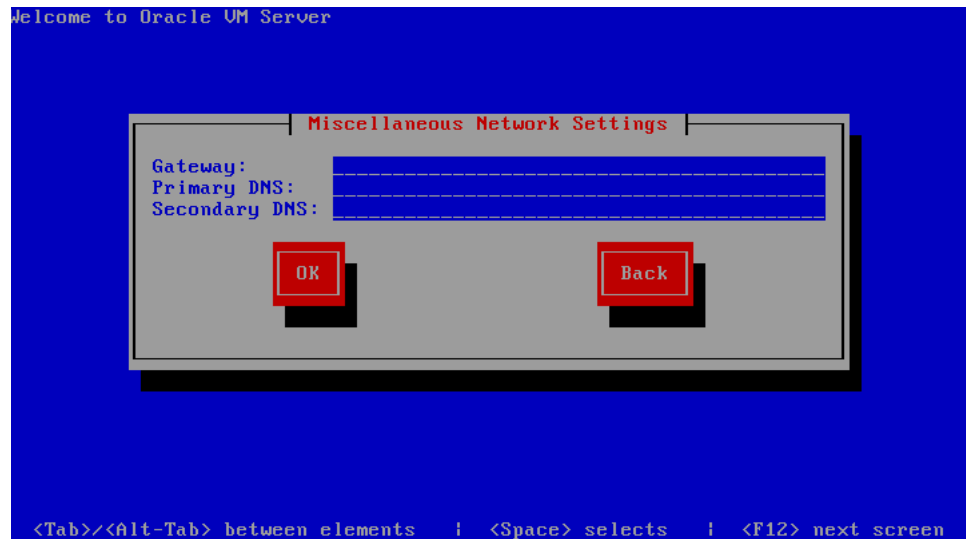 Welcome to Oracle VM Server
Miscellaneous Network Settings
Gateway:
Primary DNS:
Secondary DNS:
OK Back
<Tab>/<Alt-Tab> between elements | <Space> selects | <F12> next screen